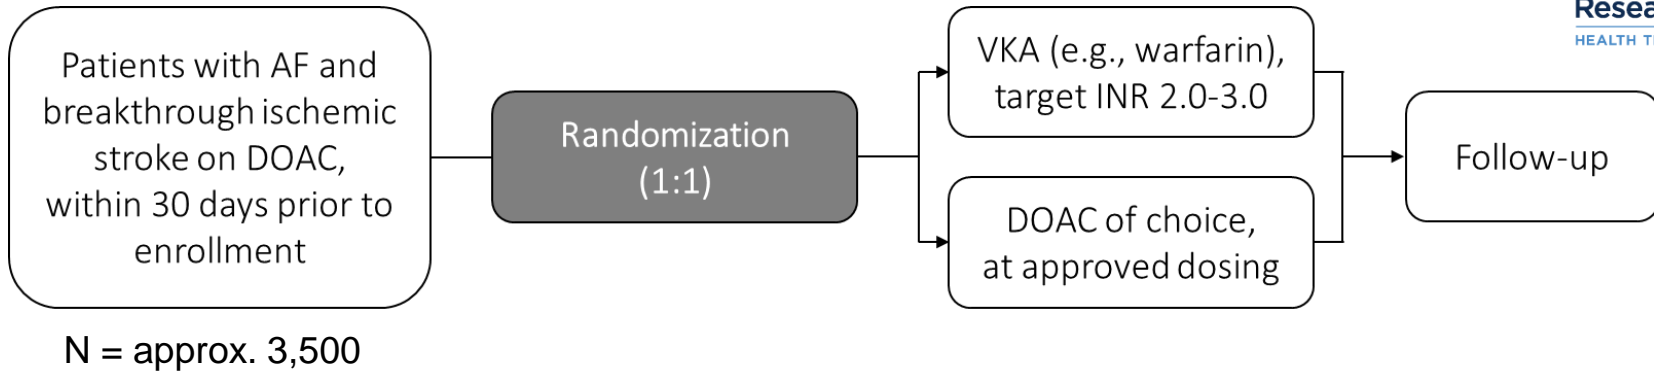 Patients with AF and
breakthrough ischemic
stroke on DOAC,
within 30 days prior to
enrollment
N = approx. 3,500
Randomization
(1:1)
VKA (e.g., warfarin),
target INR 2.0-3.0
DOAC of choice,
at approved dosing
Follow-up
HEALTH